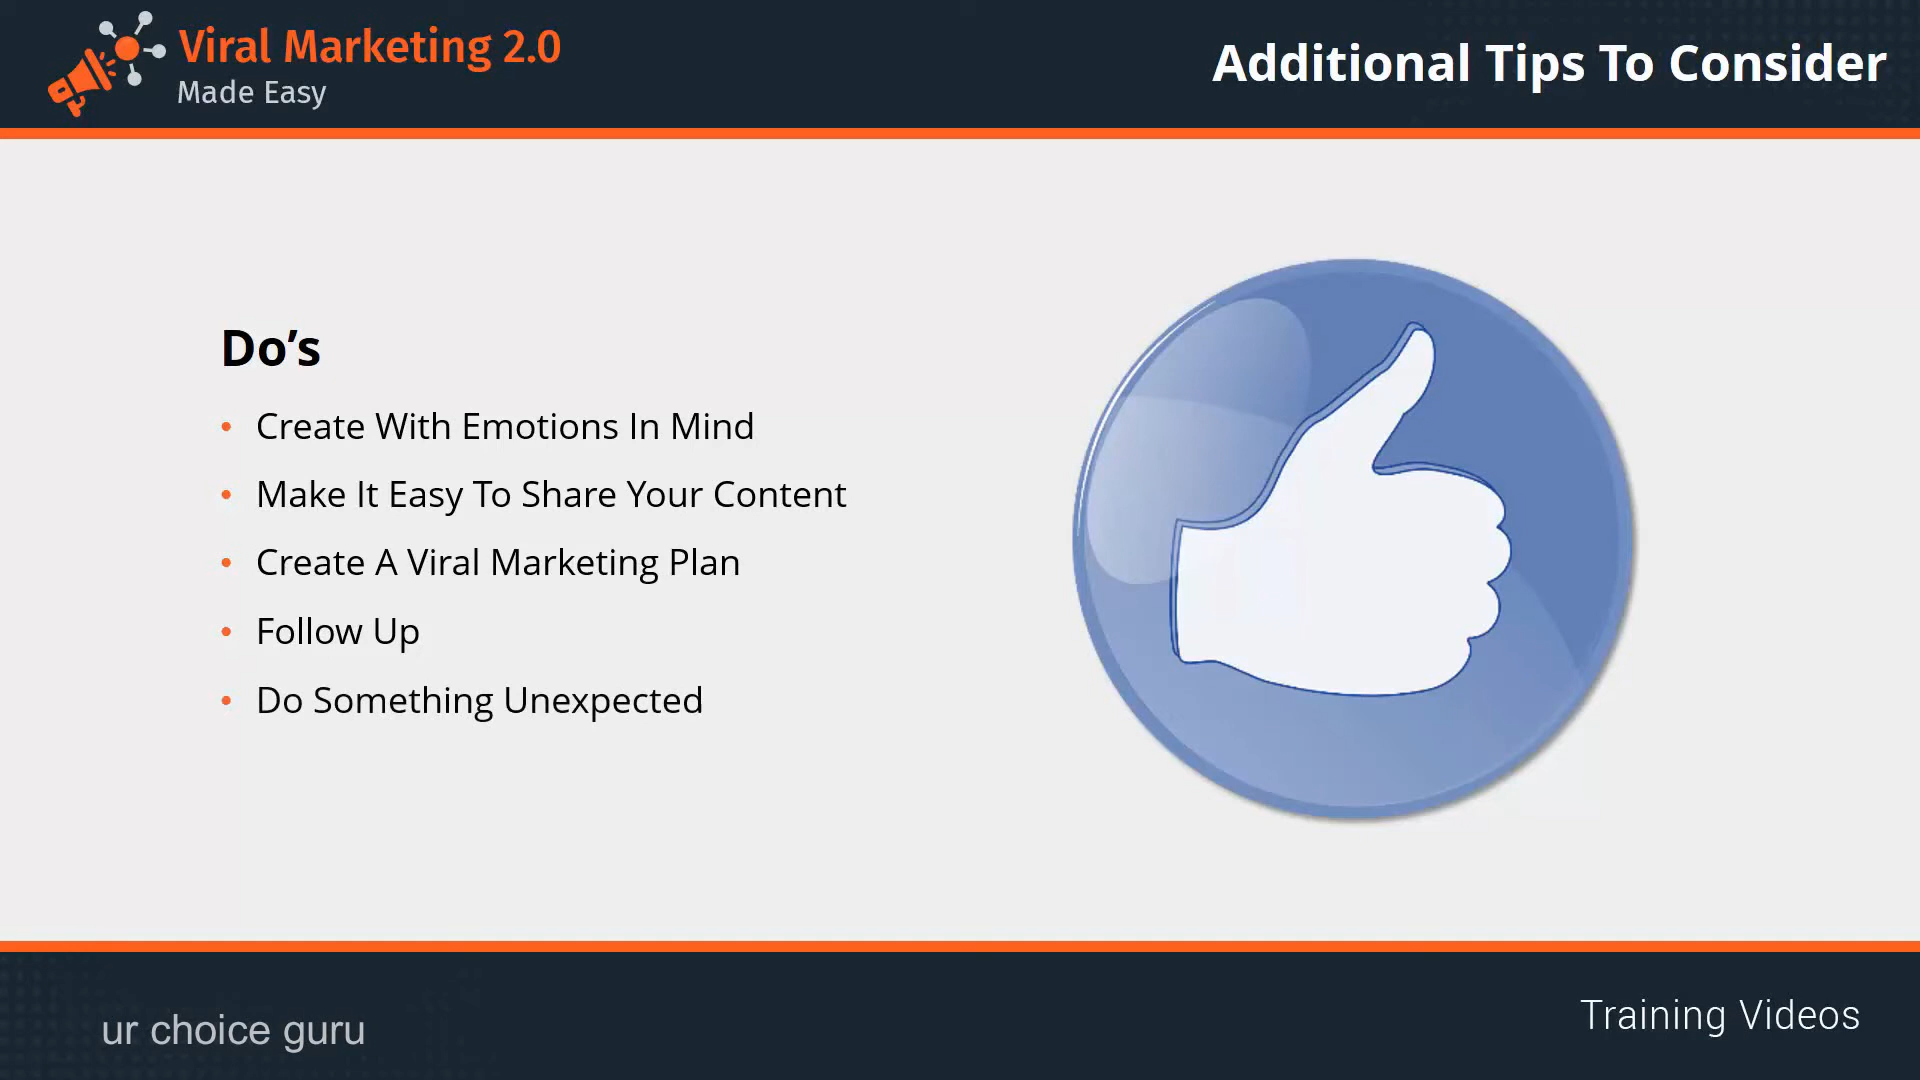 Viral Marketing 2.0
Made Easy
Additional Tips To Consider
Do’s
• Create With Emotions In Mind
• Make It Easy To Share Your Content
• Create A Viral Marketing Plan
• Follow Up
• Do Something Unexpected
ur choice guru
Training Videos